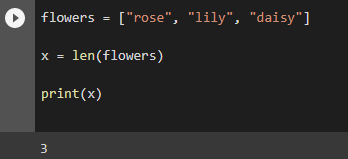 flowers = ["rose", "lily", "daisy"]
x = len(flowers)
print(x)
3